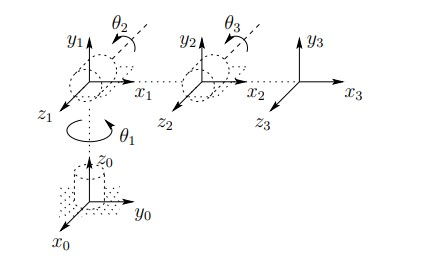 θ₂ θ₃
y₁ y₂ y₃
x₁ x₂ x₃
z₁ z₂ z₃
θ₁
z₀
y₀
x₀